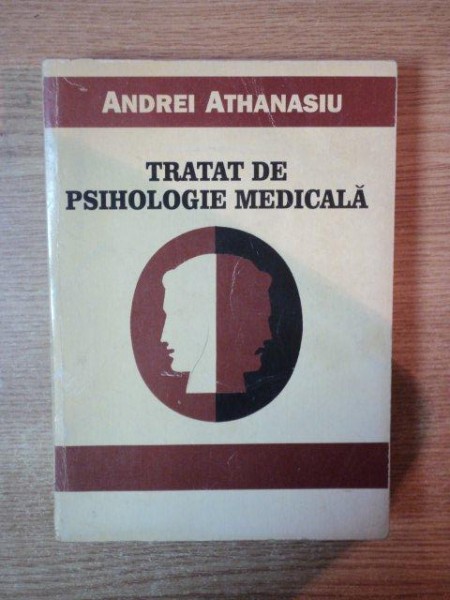 ANDREI ATHANASIU
TRATAT DE
PSIHOLOGIE MEDICALĂ